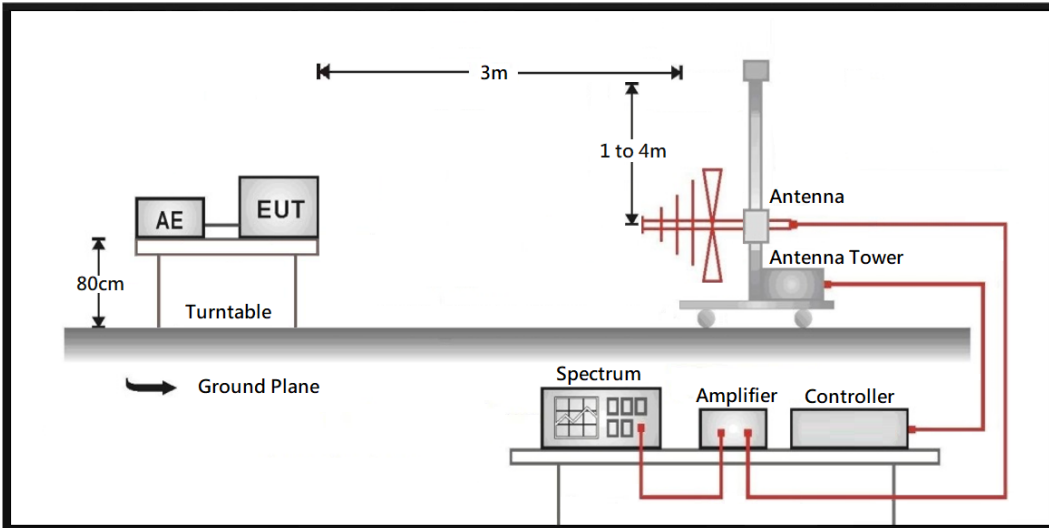 3m
1 to 4m
Antenna
AE
EUT
Antenna Tower
80cm
Turntable
Ground Plane
Spectrum
Amplifier
Controller